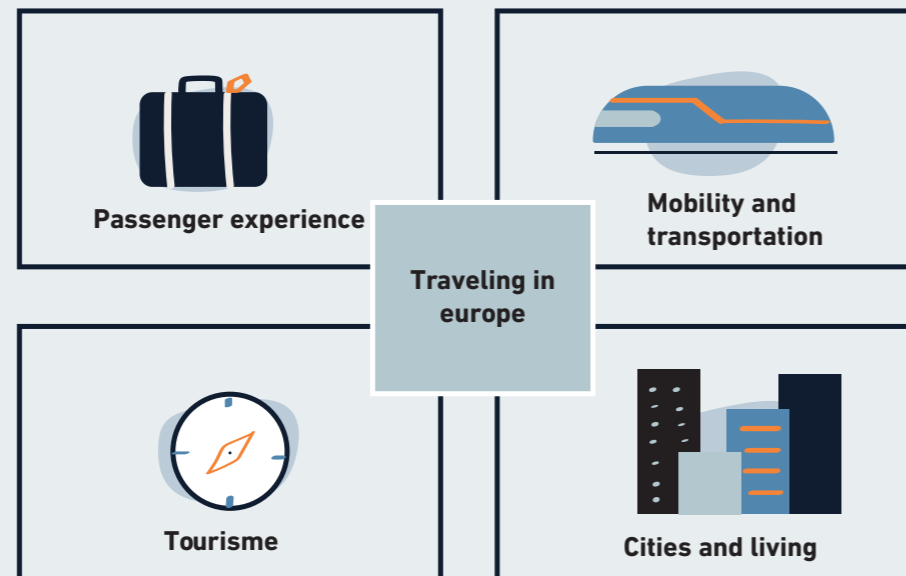 Passenger experience
Mobility and
transportation
Traveling in
europe
Tourisme
Cities and living